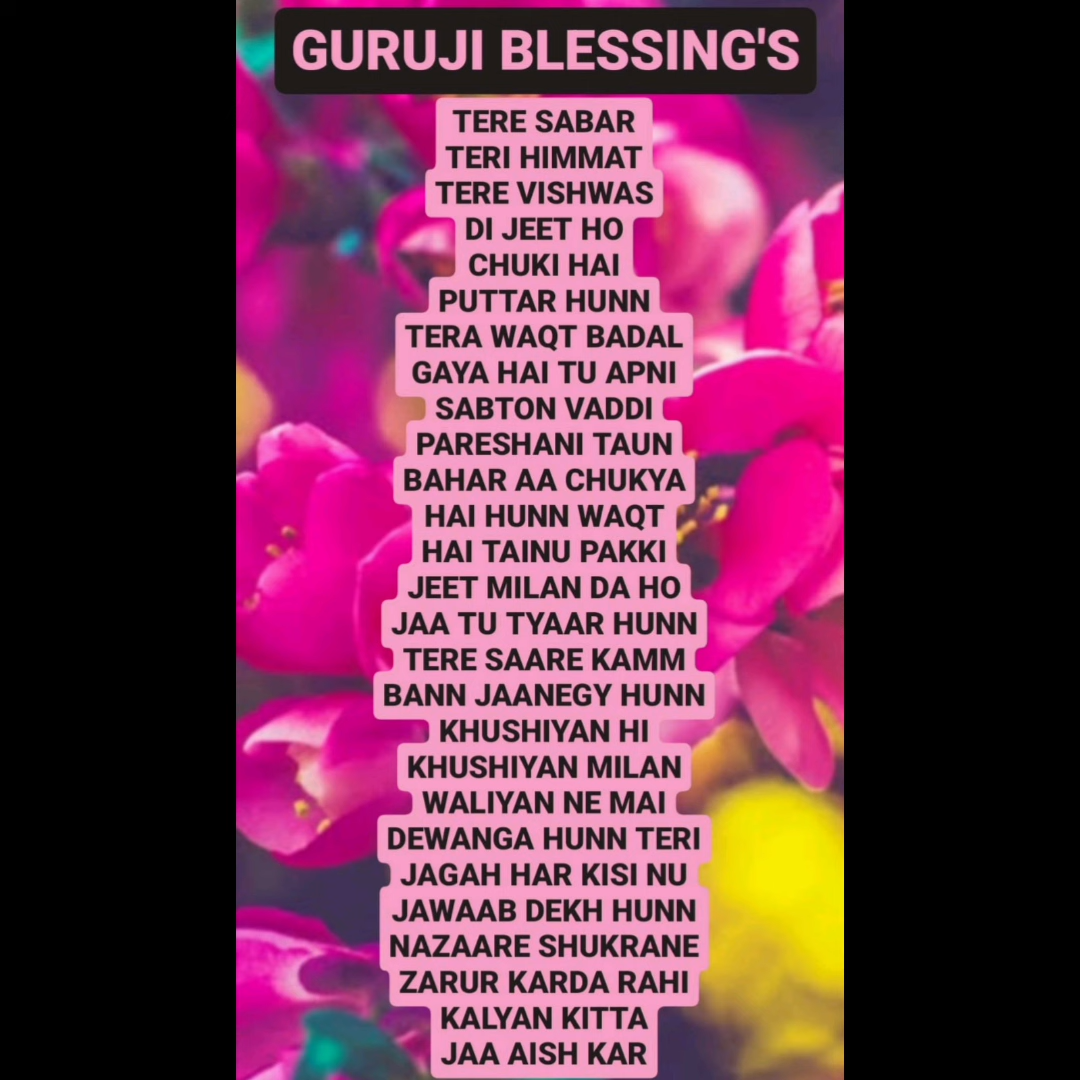 GURUJI BLESSING'S
TERE SABAR
TERI HIMMAT
TERE VISHWAS
DI JEET HO
CHUKI HAI
PUTTAR HUNN
TERA WAQT BADAL
GAYA HAI TU APNI
SABTON VADDI
PARESHANI TAUN
BAHAR AA CHUKYA
HAI HUNN WAQT
HAI TAINU PAKKI
JEET MILAN DA HO
JAA TU TYAAR HUNN
TERE SAARE KAMM
BANN JAANEGY HUNN
KHUSHIYAN HI
KHUSHIYAN MILAN
WALIYAN NE MAI
DEWANGA HUNN TERI
JAGAH HAR KISI NU
JAWAAB DEKH HUNN
NAZAARE SHUKRANE
ZARUR KARDA RAHI
KALYAN KITTA
JAA AISH KAR